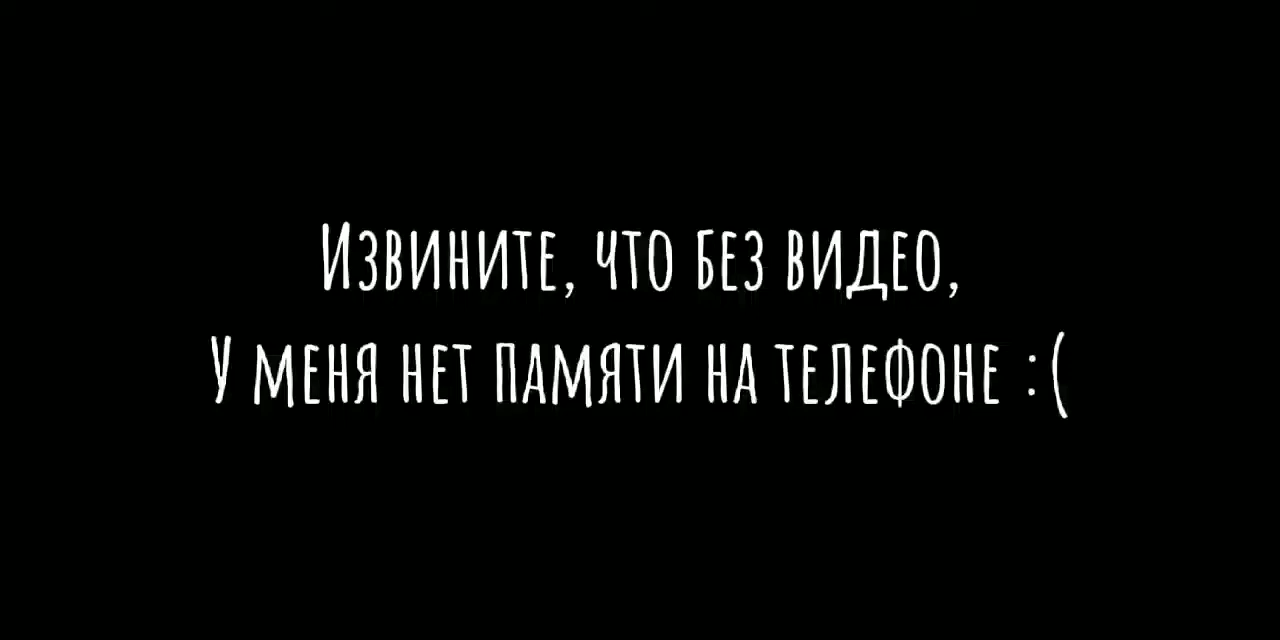 Извините, что без видео,
У меня нет памяти на телефоне :(